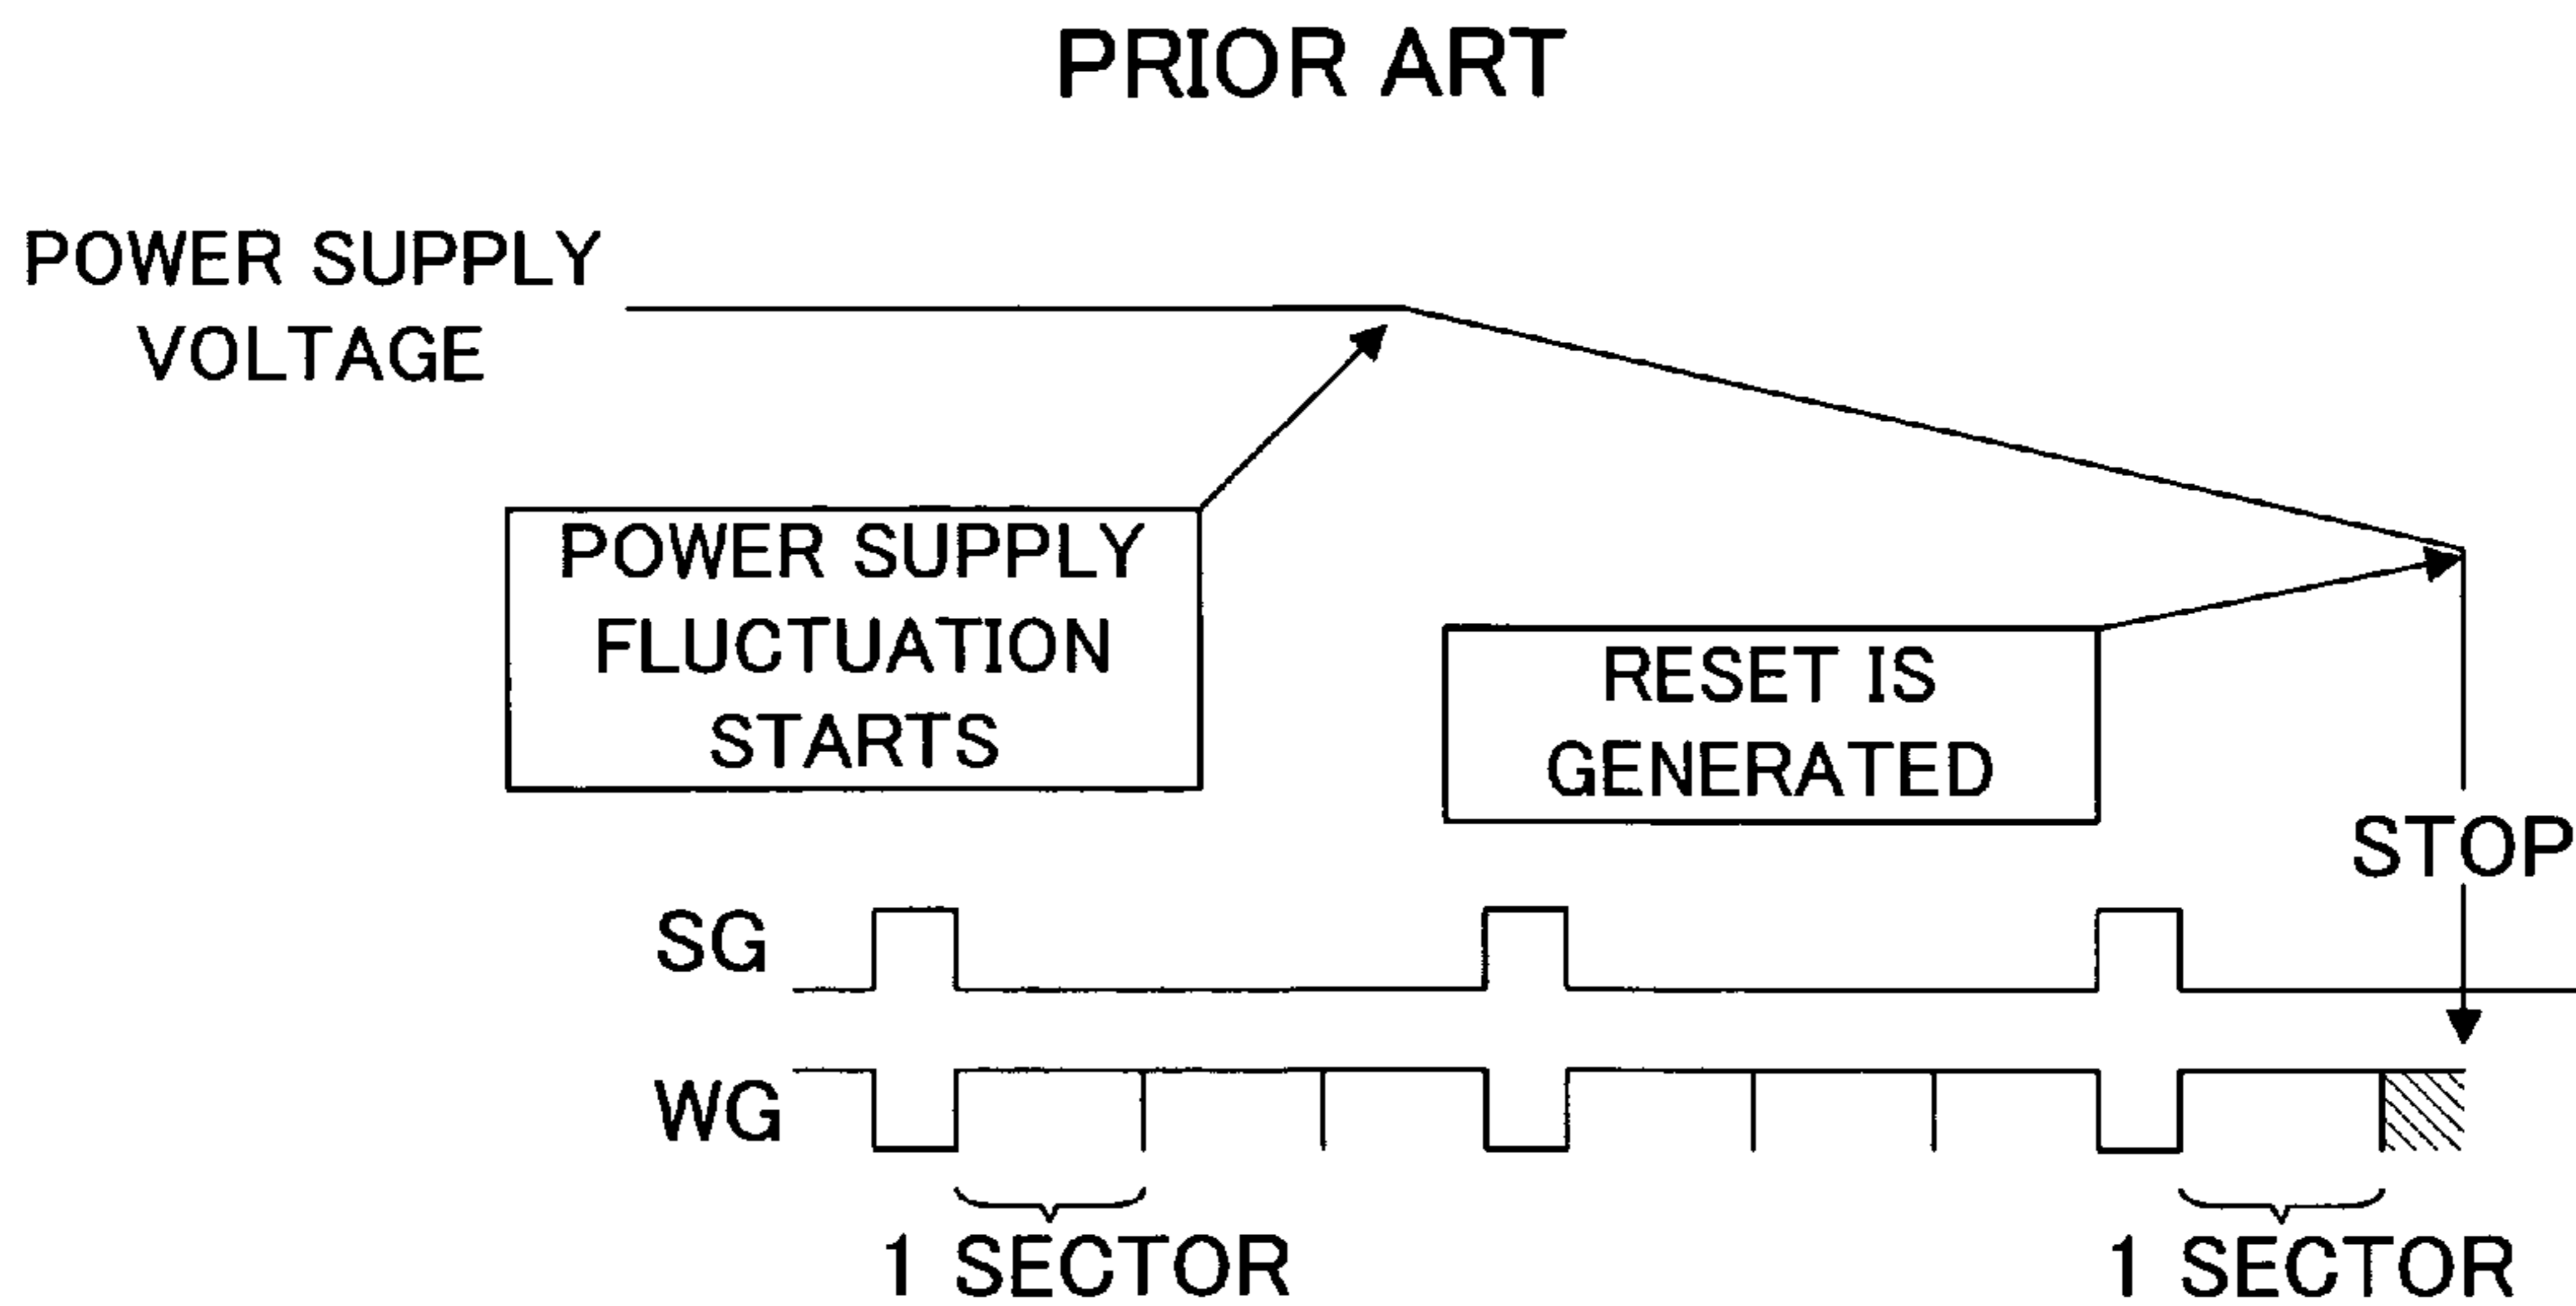 PRIOR ART
POWER SUPPLY
VOLTAGE
POWER SUPPLY
FLUCTUATION
STARTS
RESET IS
GENERATED
STOP
SG
WG
1 SECTOR
1 SECTOR